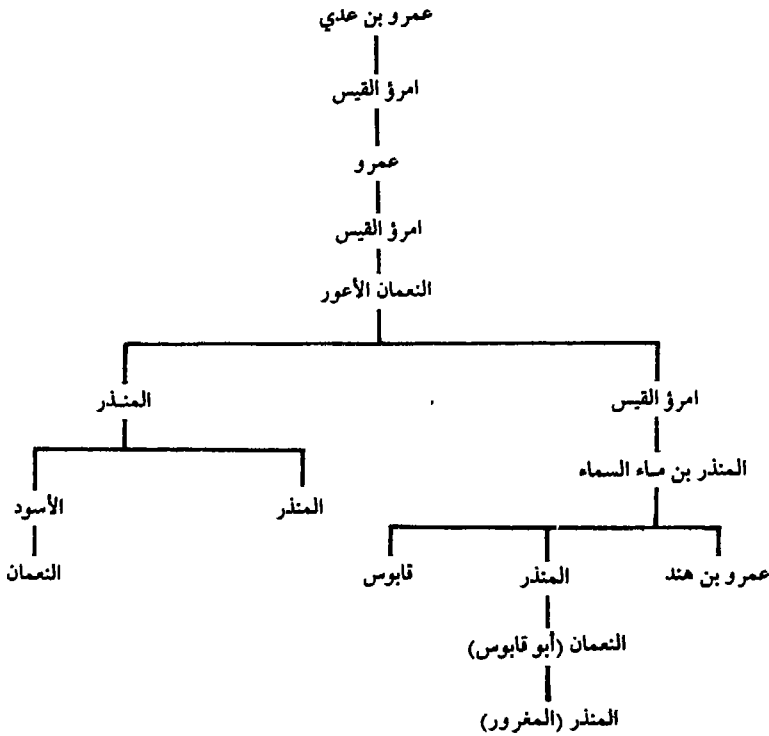 عمرو بن عدي
امرؤ القيس
عمرو
امرؤ القيس
النعمان الأعور
امرؤ القيس
المنذر
المنذر بن ماء السماء
المنذر
الأسود
عمرو بن هند
المنذر
قابوس
النعمان
النعمان (أبو قابوس)
المنذر (المغرور)